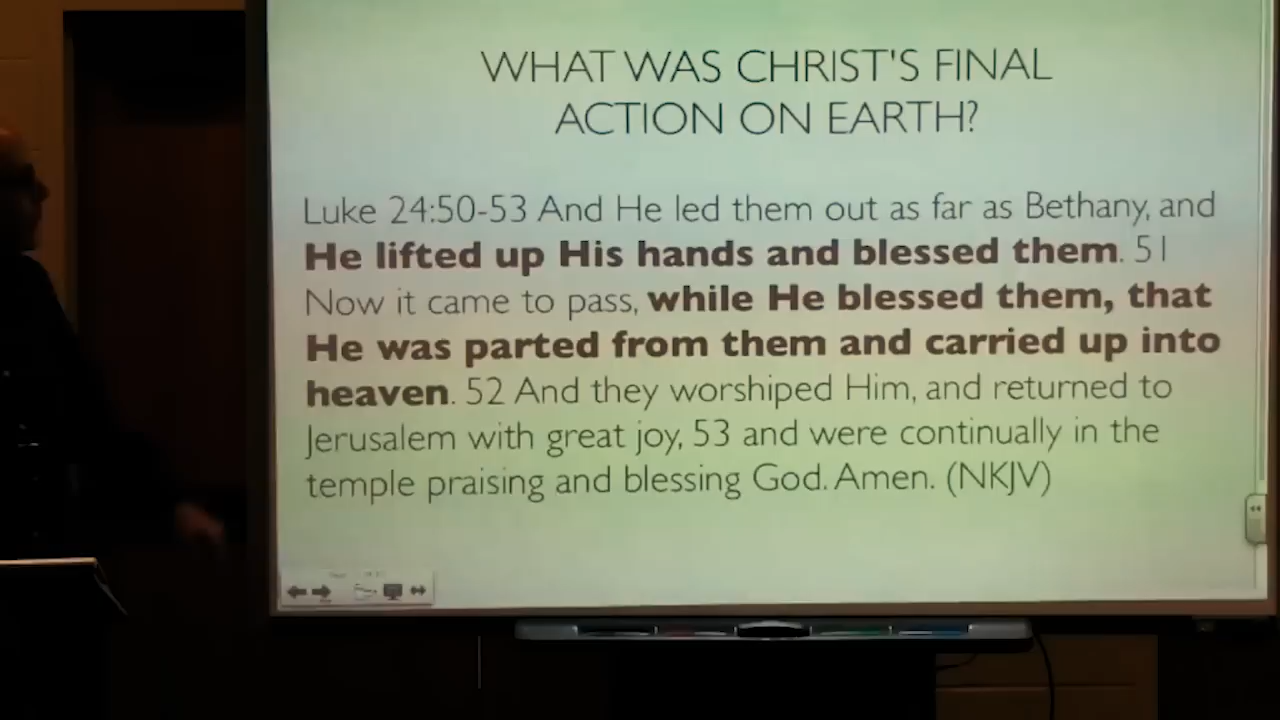 WHAT WAS CHRIST'S FINAL
ACTION ON EARTH?
Luke 24:50-53 And He led them out as far as Bethany, and
He lifted up His hands and blessed them. 51
Now it came to pass, while He blessed them, that
He was parted from them and carried up into
heaven. 52 And they worshiped Him, and returned to
Jerusalem with great joy, 53 and were continually in the
temple praising and blessing God. Amen. (NKJV)